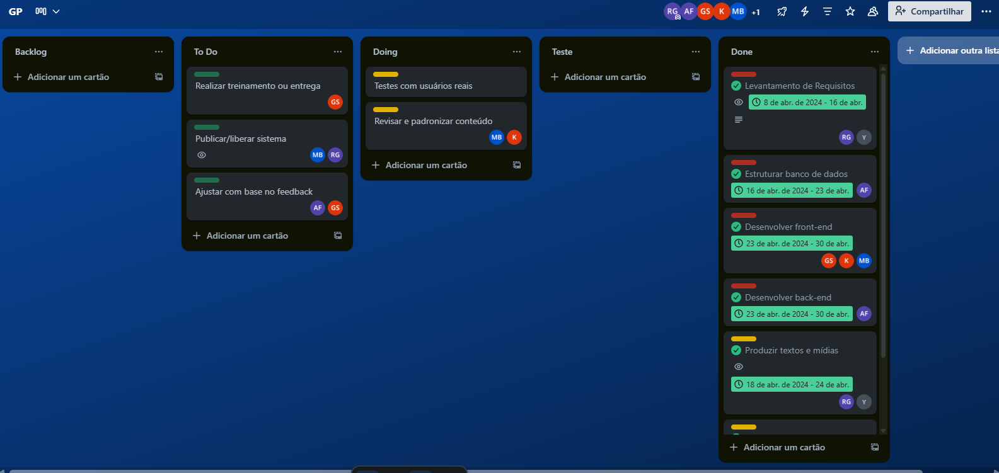 GP
RG AF GS K MB +1
Compartilhar
Backlog
Adicionar um cartão
To Do
Realizar treinamento ou entrega
GS
Publicar/liberar sistema
MB RG
Ajustar com base no feedback
AF GS
Adicionar um cartão
Doing
Testes com usuários reais
Revisar e padronizar conteúdo
MB K
Adicionar um cartão
Teste
Adicionar um cartão
Done
Levantamento de Requisitos
8 de abr. de 2024 - 16 de abr.
RG Y
Estruturar banco de dados
16 de abr. de 2024 - 23 de abr. AF
Desenvolver front-end
23 de abr. de 2024 - 30 de abr.
GS K MB
Desenvolver back-end
23 de abr. de 2024 - 30 de abr. AF
Produzir textos e mídias
18 de abr. de 2024 - 24 de abr.
RG Y
Adicionar um cartão
Adicionar outra lista